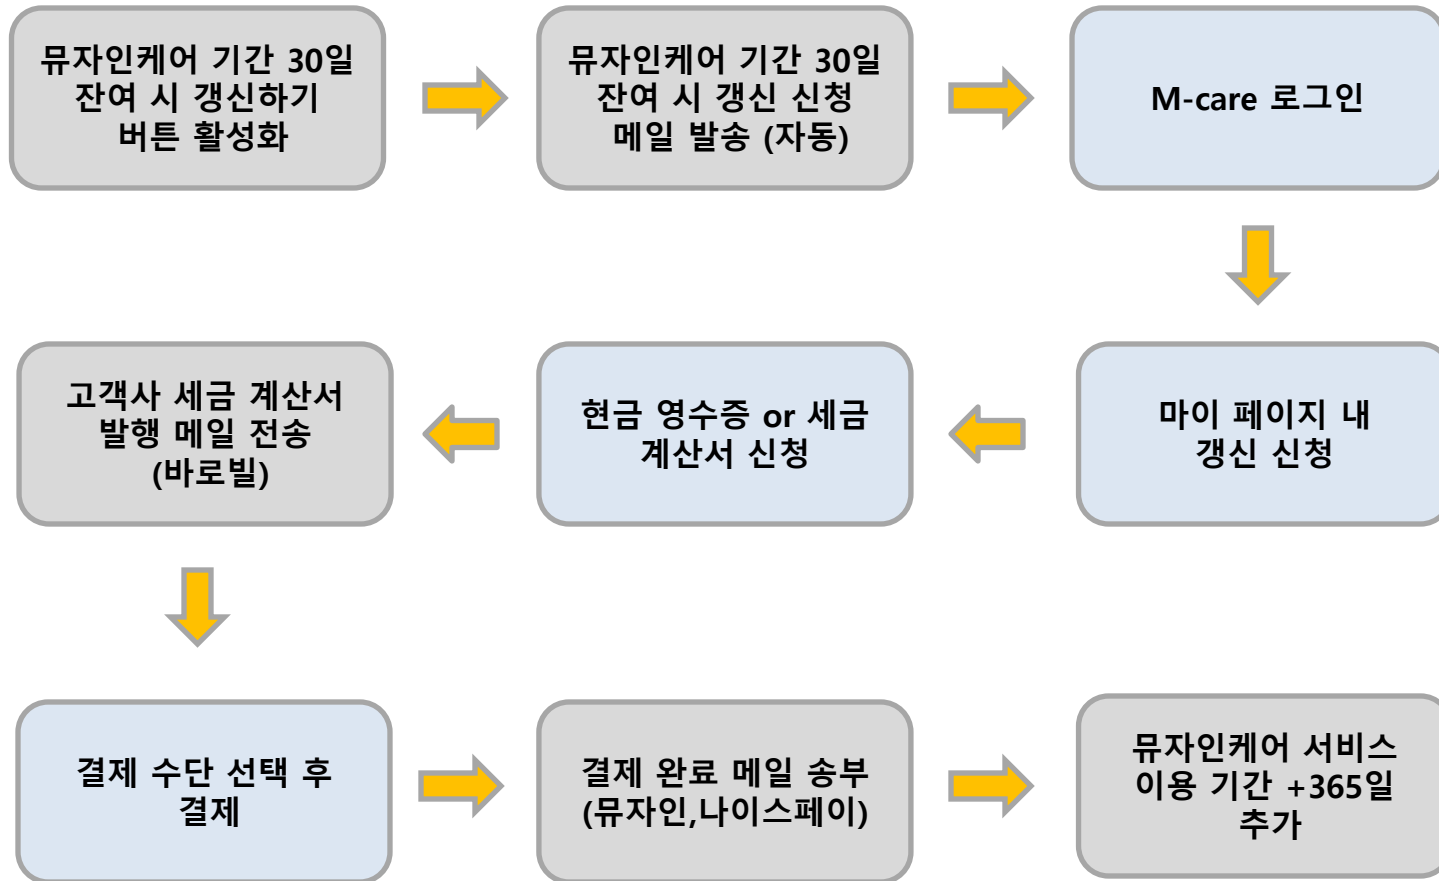 뮤자인케어 기간 30일
잔여 시 갱신하기
버튼 활성화
뮤자인케어 기간 30일
잔여 시 갱신 신청
메일 발송 (자동)
M-care 로그인
마이 페이지 내
갱신 신청
현금 영수증 or 세금
계산서 신청
고객사 세금 계산서
발행 메일 전송
(바로빌)
결제 수단 선택 후
결제
결제 완료 메일 송부
(뮤자인,나이스페이)
뮤자인케어 서비스
이용 기간 +365일
추가